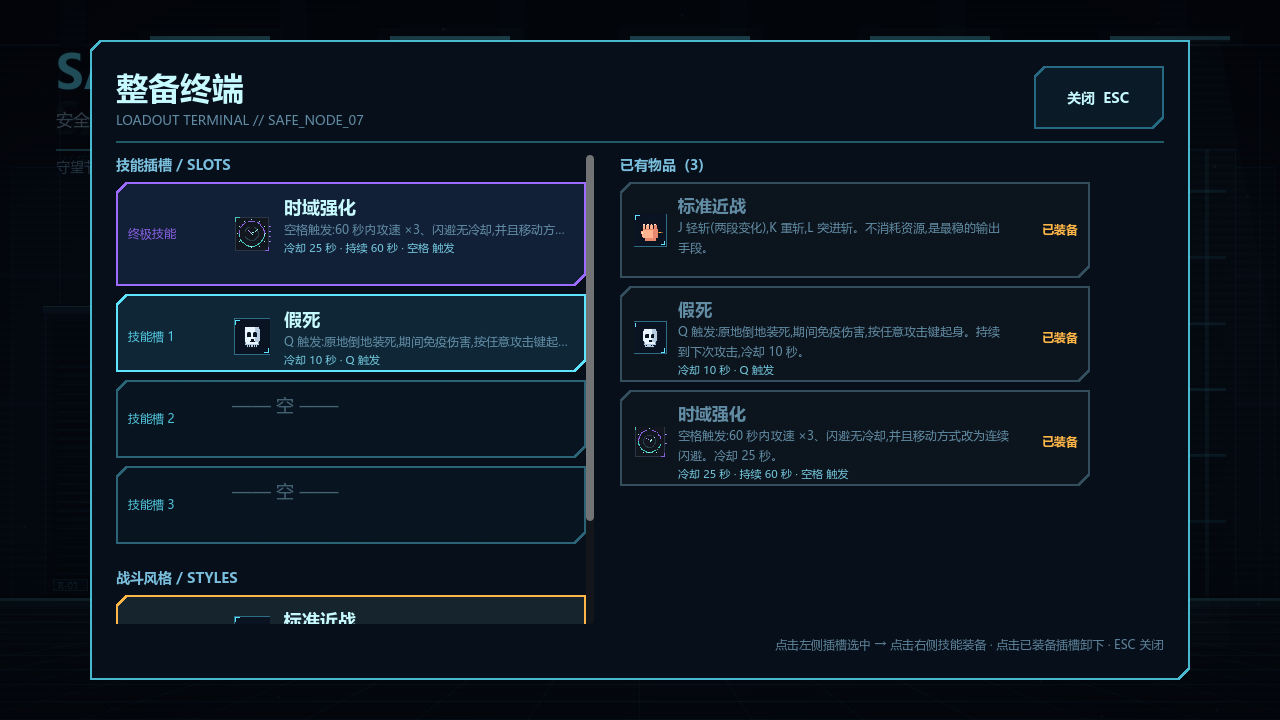 整备终端
LOADOUT TERMINAL // SAFE_NODE_07
关闭 ESC
技能插槽 / SLOTS
终极技能
时域强化
空格触发:60 秒内攻速 ×3、闪避无冷却,并且移动方...
冷却 25 秒 · 持续 60 秒 · 空格 触发
技能槽 1
假死
Q 触发:原地倒地装死,期间免疫伤害,按任意攻击键起...
冷却 10 秒 · Q 触发
技能槽 2
—— 空 ——
技能槽 3
—— 空 ——
战斗风格 / STYLES
标准近战
已有物品 (3)
标准近战
J 轻斩(两段变化),K 重斩,L 突进斩。不消耗资源,是最稳的输出
手段。
已装备
假死
Q 触发:原地倒地装死,期间免疫伤害,按任意攻击键起身。持续
到下次攻击,冷却 10 秒。
冷却 10 秒 · Q 触发
已装备
时域强化
空格触发:60 秒内攻速 ×3、闪避无冷却,并且移动方式改为连续
闪避。冷却 25 秒。
冷却 25 秒 · 持续 60 秒 · 空格 触发
已装备
点击左侧插槽选中 → 点击右侧技能装备 · 点击已装备插槽卸下 · ESC 关闭
安全
守望